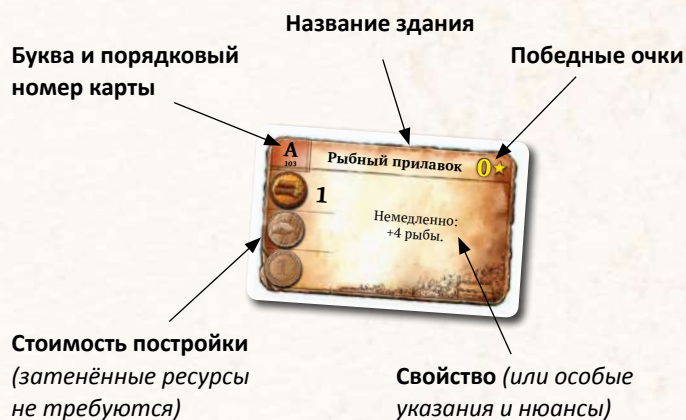 Название здания
Буква и порядковый
номер карты
Победные очки
A
103
Рыбный прилавок
0
1
Немедленно:
+4 рыбы.
1
Стоимость постройки
(затенённые ресурсы
не требуются)
Свойство (или особые
указания и нюансы)